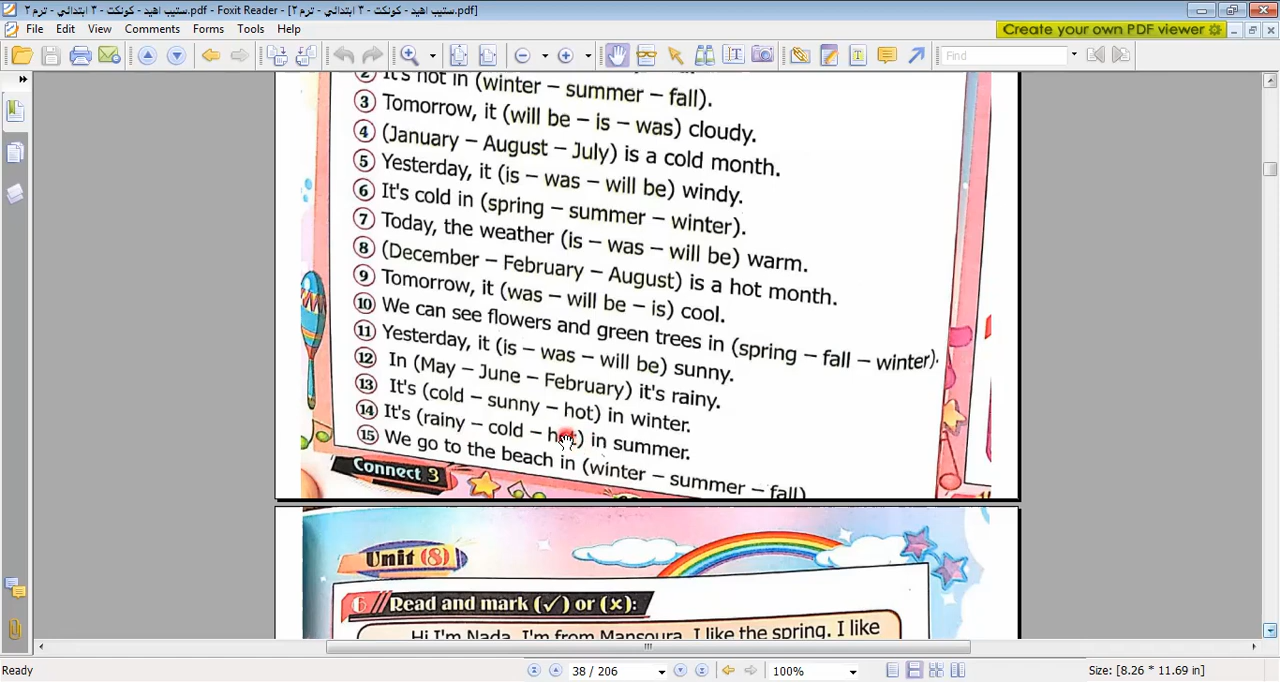 ستيب اهيد - كونكت - ٣ ابتدائي - ترم ٢.pdf - Foxit Reader - [ستيب اهيد - كونكت - ٣ ابتدائي - ترم ٢.pdf]
File Edit View Comments Forms Tools Help
Create your own PDF viewer
Find
② It's hot in (winter – summer – fall).
③ Tomorrow, it (will be – is – was) cloudy.
④ (January – August – July) is a cold month.
⑤ Yesterday, it (is – was – will be) windy.
⑥ It's cold in (spring – summer – winter).
⑦ Today, the weather (is – was – will be) warm.
⑧ (December – February – August) is a hot month.
⑨ Tomorrow, it (was – will be – is) cool.
⑩ We can see flowers and green trees in (spring – fall – winter).
⑪ Yesterday, it (is – was – will be) sunny.
⑫ In (May – June – February) it's rainy.
⑬ It's (cold – sunny – hot) in winter.
⑭ It's (rainy – cold – hot) in summer.
⑮ We go to the beach in (winter – summer – fall)
Connect 3
Unit (8)
6 Read and mark (✓) or (×):
Hi I'm Nada. I'm from Mansoura. I like the spring. I like
Ready
38 / 206
100%
Size: [8.26 * 11.69 in]